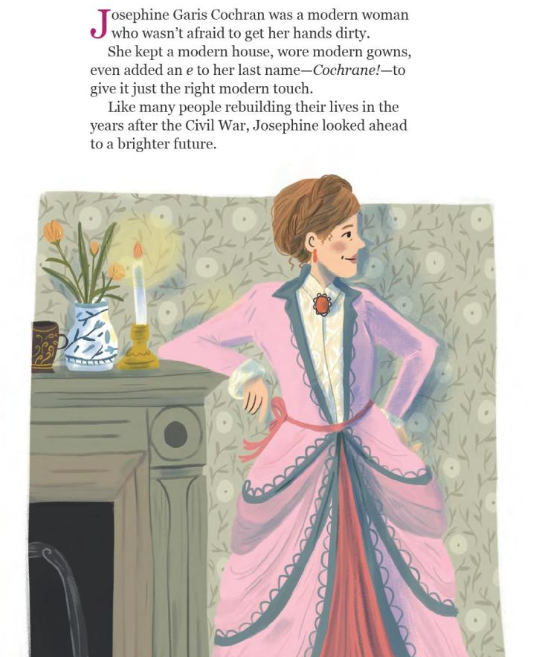 Josephine Garis Cochran was a modern woman
who wasn’t afraid to get her hands dirty.
She kept a modern house, wore modern gowns,
even added an e to her last name—Cochrane!—to
give it just the right modern touch.
Like many people rebuilding their lives in the
years after the Civil War, Josephine looked ahead
to a brighter future.